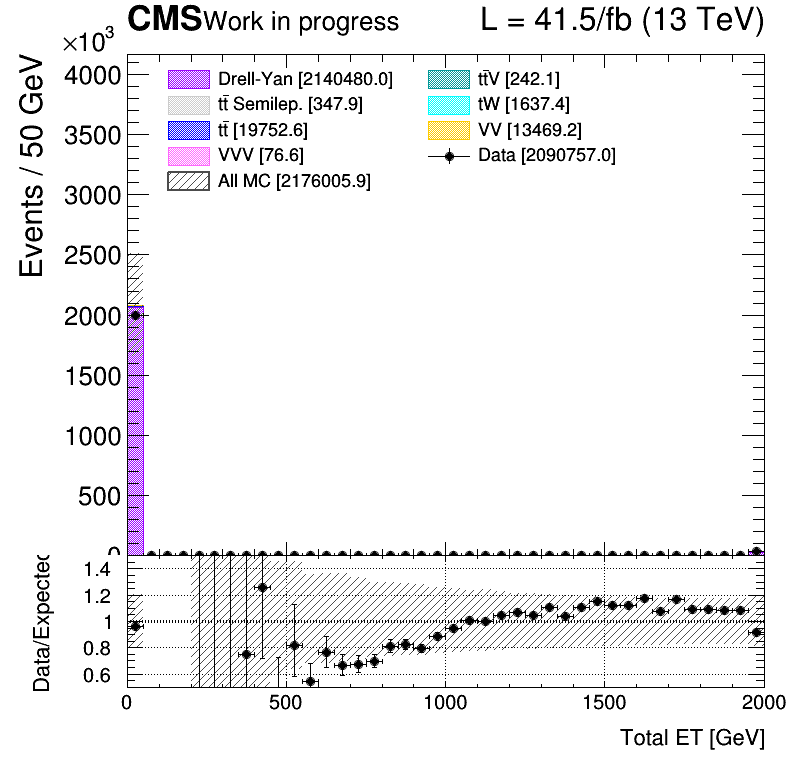 CMS Work in progress L = 41.5/fb (13 TeV)
×10³
Events / 50 GeV
4000
3500
3000
2500
2000
1500
1000
500
0
Drell-Yan [2140480.0]
tt̄ Semilep. [347.9]
tt̄ [19752.6]
VVV [76.6]
All MC [2176005.9]
tt̄V [242.1]
tW [1637.4]
VV [13469.2]
Data [2090757.0]
Data/Expected
1.4
1.2
1
0.8
0.6
0 500 1000 1500 2000
Total ET [GeV]